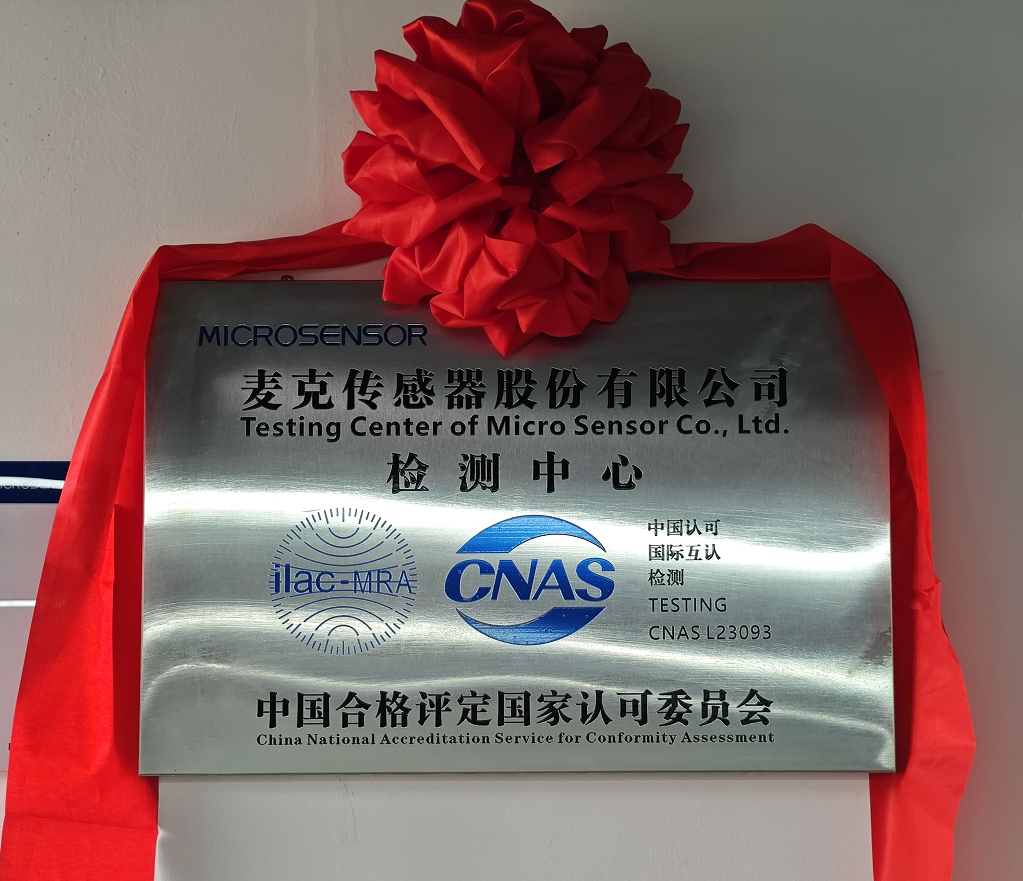 MICROSENSOR
麦克传感器股份有限公司
Testing Center of Micro Sensor Co., Ltd.
检测中心
ilac-MRA
CNAS
中国认可
国际互认
检测
TESTING
CNAS L23093
中国合格评定国家认可委员会
China National Accreditation Service for Conformity Assessment